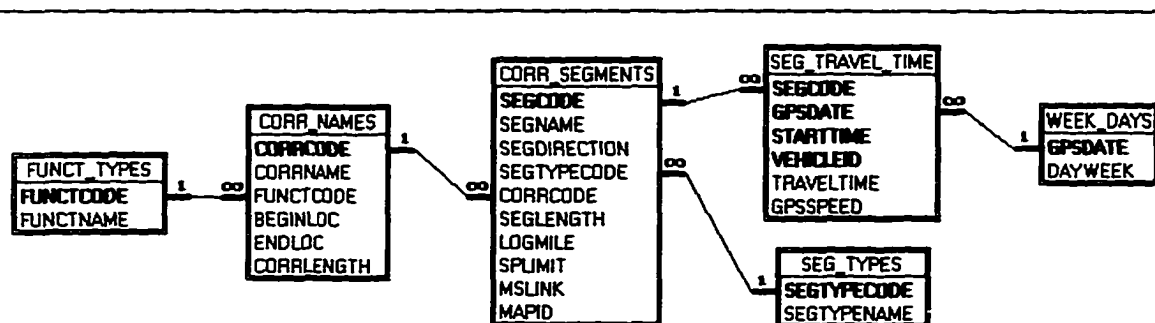 FUNCT_TYPES
FUNCTCODE
FUNCTNAME
1
∞
CORR_NAMES
CORRCODE
CORRNAME
FUNCTCODE
BEGINLOC
ENDLOC
CORRLENGTH
1
∞
CORR_SEGMENTS
SEGCODE
SEGNAME
SEGDIRECTION
SEGTYPECODE
CORRCODE
SEGLENGTH
LOGMILE
SPLIMIT
MSLINK
MAPID
1
∞
∞
1
SEG_TRAVEL_TIME
SEGCODE
GPSDATE
STARTTIME
VEHICLEID
TRAVELTIME
GPSSPEED
∞
1
SEG_TYPES
SEGTYPECODE
SEGTYPENAME
WEEK_DAYS
GPSDATE
DAYWEEK